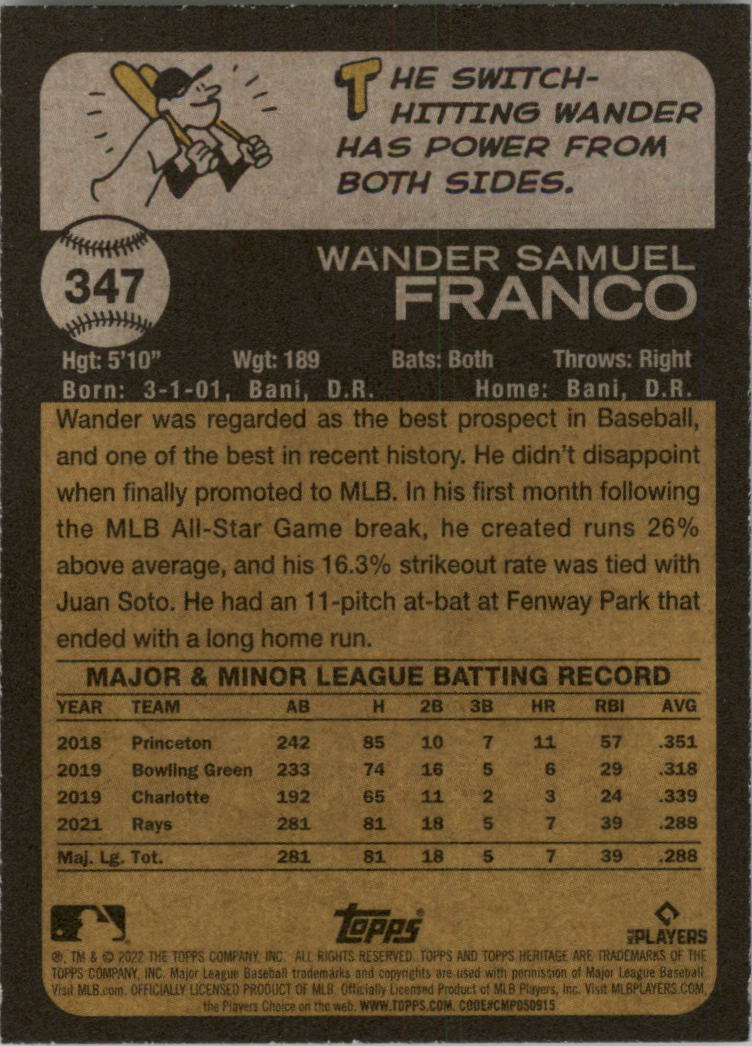 THE SWITCH-
HITTING WANDER
HAS POWER FROM
BOTH SIDES.
347
WANDER SAMUEL
FRANCO
Hgt: 5'10" Wgt: 189 Bats: Both Throws: Right
Born: 3-1-01, Bani, D.R. Home: Bani, D.R.
Wander was regarded as the best prospect in Baseball,
and one of the best in recent history. He didn't disappoint
when finally promoted to MLB. In his first month following
the MLB All-Star Game break, he created runs 26%
above average, and his 16.3% strikeout rate was tied with
Juan Soto. He had an 11-pitch at-bat at Fenway Park that
ended with a long home run.
MAJOR & MINOR LEAGUE BATTING RECORD
YEAR TEAM AB H 2B 3B HR RBI AVG
2018 Princeton 242 85 10 7 11 57 .351
2019 Bowling Green 233 74 16 5 6 29 .318
2019 Charlotte 192 65 11 2 3 24 .339
2021 Rays 281 81 18 5 7 39 .288
Maj. Lg. Tot. 281 81 18 5 7 39 .288
Topps
PLAYERS
®, TM & © 2022 THE TOPPS COMPANY, INC. ALL RIGHTS RESERVED. TOPPS AND TOPPS HERITAGE ARE TRADEMARKS OF THE
TOPPS COMPANY, INC. Major League Baseball trademarks and copyrights are used with permission of Major League Baseball.
Visit MLB.com. OFFICIALLY LICENSED PRODUCT OF MLB. Officially Licensed Product of MLB Players, Inc. Visit MLBPLAYERS.COM,
the Players Choice on the web. WWW.TOPPS.COM. CODE#CMP050915